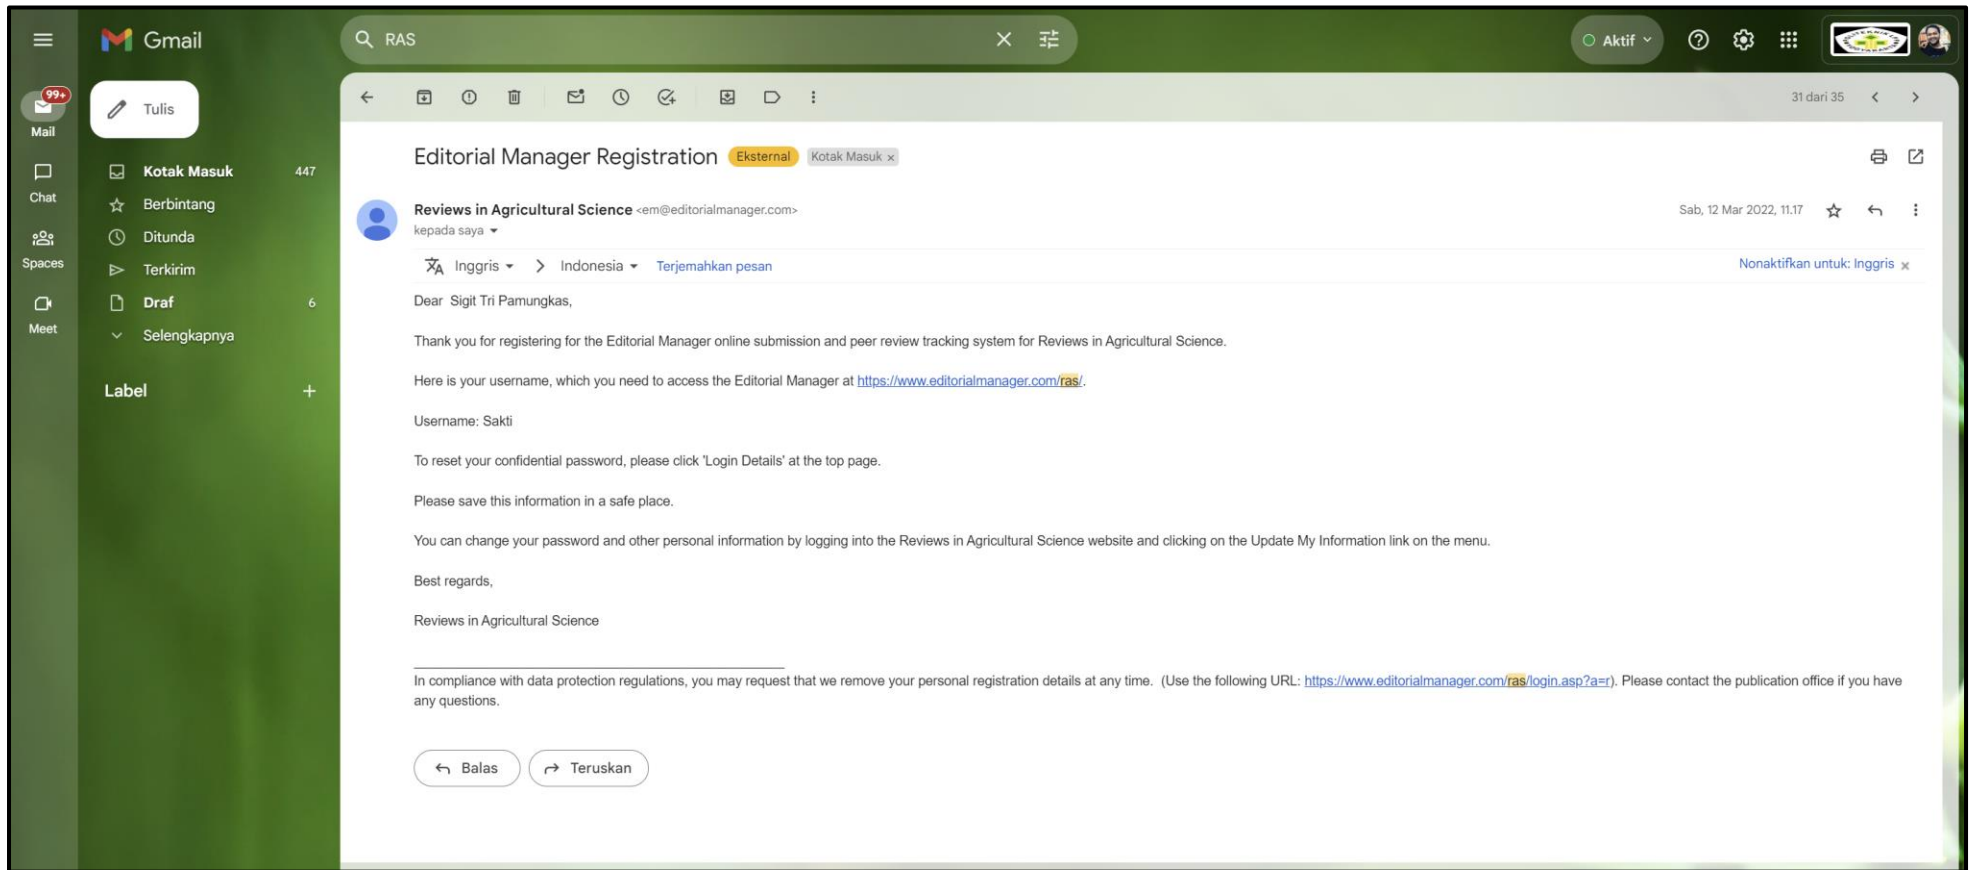 Gmail
RAS
Aktif
99+
Mail
Tulis
31 dari 35
Chat
Kotak Masuk 447
Berbintang
Ditunda
Spaces
Terkirim
Draf 6
Meet
Selengkapnya
Label
Editorial Manager Registration Eksternal Kotak Masuk x
Reviews in Agricultural Science <em@editorialmanager.com> Sab, 12 Mar 2022, 11.17
kepada saya
Inggris > Indonesia Terjemahkan pesan Nonaktifkan untuk: Inggris x
Dear Sigit Tri Pamungkas,
Thank you for registering for the Editorial Manager online submission and peer review tracking system for Reviews in Agricultural Science.
Here is your username, which you need to access the Editorial Manager at https://www.editorialmanager.com/ras/.
Username: Sakti
To reset your confidential password, please click 'Login Details' at the top page.
Please save this information in a safe place.
You can change your password and other personal information by logging into the Reviews in Agricultural Science website and clicking on the Update My Information link on the menu.
Best regards,
Reviews in Agricultural Science
In compliance with data protection regulations, you may request that we remove your personal registration details at any time. (Use the following URL: https://www.editorialmanager.com/ras/login.asp?a=r). Please contact the publication office if you have
any questions.
Balas
Teruskan